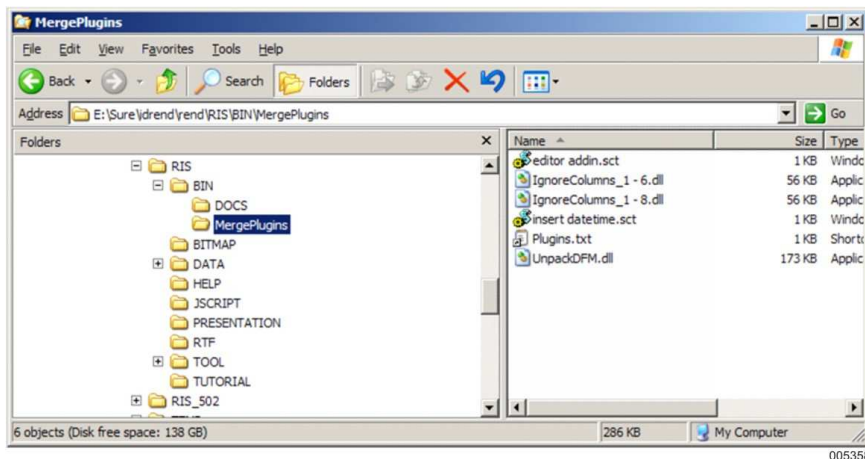 MergePlugins
File Edit View Favorites Tools Help
Back Search Folders
Address E:\Sure\idrend\rend\RIS\BIN\MergePlugins Go
Folders
RIS
BIN
DOCS
MergePlugins
BITMAP
DATA
HELP
JSCRIPT
PRESENTATION
RTF
TOOL
TUTORIAL
RIS_502
Name Size Type
editor addin.sct 1 KB Windo
IgnoreColumns_1 - 6.dll 56 KB Applic
IgnoreColumns_1 - 8.dll 56 KB Applic
insert datetime.sct 1 KB Windo
Plugins.txt 1 KB Shortc
UnpackDFM.dll 173 KB Applic
6 objects (Disk free space: 138 GB) 286 KB My Computer